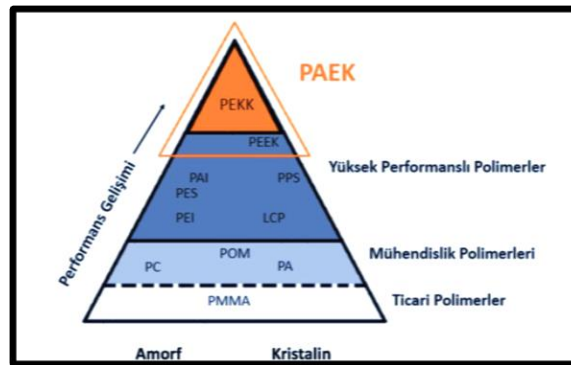 PAEK
PEKK
PEEK
Performans Gelişimi
Yüksek Performanslı Polimerler
PAI PPS
PES
PEI LCP
Mühendislik Polimerleri
POM
PC PA
Ticari Polimerler
PMMA
Amorf Kristalin